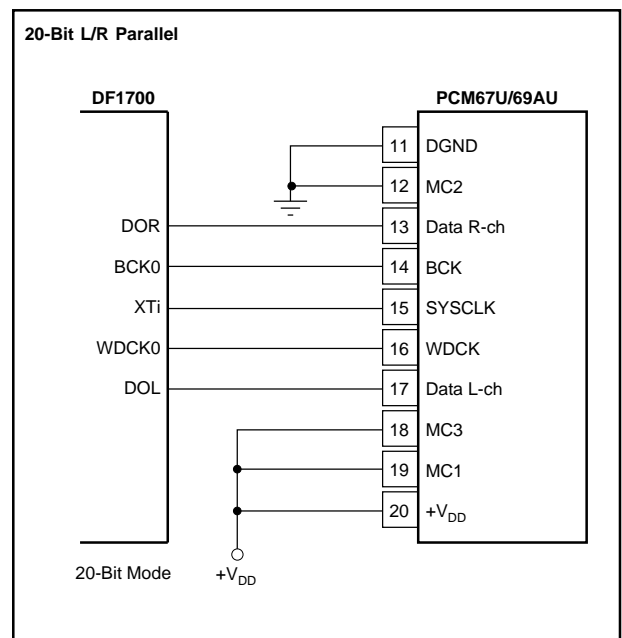 20-Bit L/R Parallel
DF1700
PCM67U/69AU
11 DGND
12 MC2
DOR 13 Data R-ch
BCK0 14 BCK
XTi 15 SYSCLK
WDCK0 16 WDCK
DOL 17 Data L-ch
18 MC3
19 MC1
20 +VDD
20-Bit Mode +VDD